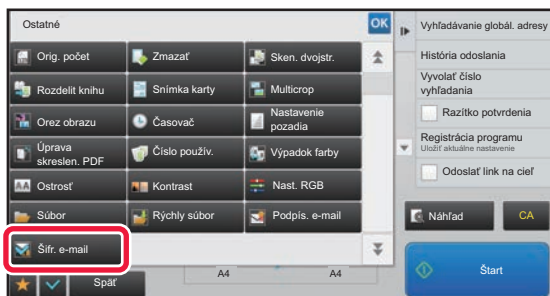 Ostatné
OK
Orig. počet
Zmazať
Sken. dvojstr.
Rozdelit knihu
Snímka karty
Multicrop
Orez obrazu
Časovač
Nastavenie
pozadia
Úprava
skreslen. PDF
Číslo použív.
Výpadok farby
Ostrosť
Kontrast
Nast. RGB
Súbor
Rýchly súbor
Podpís. e-mail
Šifr. e-mail
Späť
A4
A4
Vyhľadávanie globál. adresy
História odoslania
Vyvolať číslo
vyhľadania
Razítko potvrdenia
Registrácia programu
Uložiť aktuálne nastavenie
Odoslať link na cieľ
Náhľad
CA
Štart